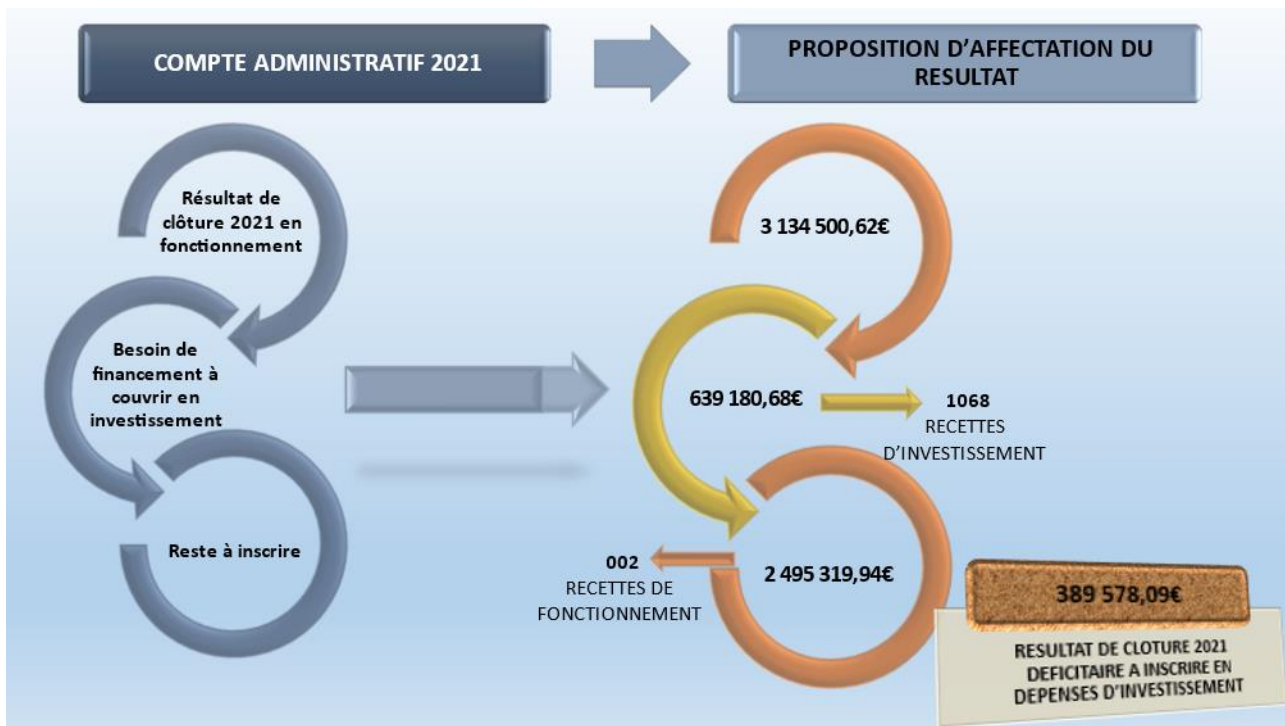 COMPTE ADMINISTRATIF 2021
PROPOSITION D’AFFECTATION DU
RESULTAT
Résultat de
clôture 2021 en
fonctionnement
3 134 500,62€
Besoin de
financement à
couvrir en
investissement
639 180,68€
1068
RECETTES
D’INVESTISSEMENT
Reste à inscrire
002
RECETTES DE
FONCTIONNEMENT
2 495 319,94€
389 578,09€
RESULTAT DE CLOTURE 2021
DEFICITAIRE A INSCRIRE EN
DEPENSES D’INVESTISSEMENT